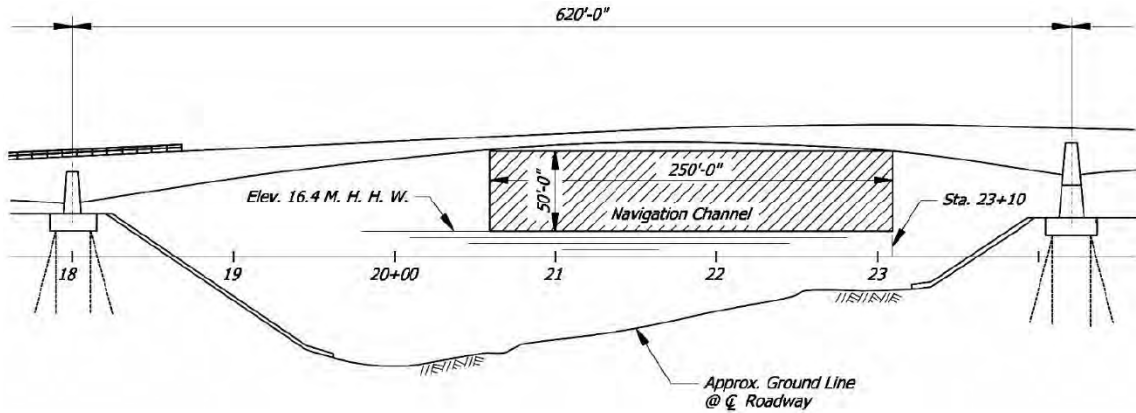 620'-0"
250'-0"
50'-0"
Elev. 16.4 M. H. H. W.
Navigation Channel
Sta. 23+10
18
19
20+00
21
22
23
Approx. Ground Line
@ ℄ Roadway